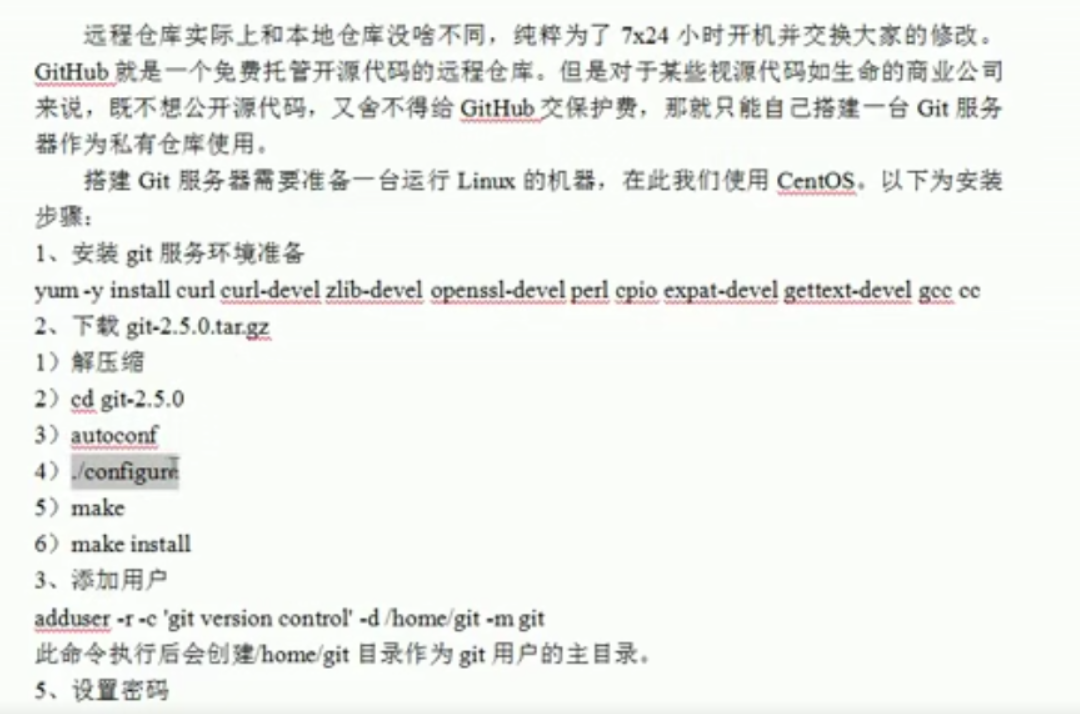 远程仓库实际上和本地仓库没啥不同，纯粹为了 7x24 小时开机并交换大家的修改。
GitHub 就是一个免费托管开源代码的远程仓库。但是对于某些视源代码如生命的商业公司
来说，既不想公开源代码，又舍不得给 GitHub 交保护费，那就只能自己搭建一台 Git 服务
器作为私有仓库使用。
搭建 Git 服务器需要准备一台运行 Linux 的机器，在此我们使用 CentOS。以下为安装
步骤：
1、安装 git 服务环境准备
yum -y install curl curl-devel zlib-devel openssl-devel perl cpio expat-devel gettext-devel gcc cc
2、下载 git-2.5.0.tar.gz
1）解压缩
2）cd git-2.5.0
3）autoconf
4）./configure
5）make
6）make install
3、添加用户
adduser -r -c 'git version control' -d /home/git -m git
此命令执行后会创建/home/git 目录作为 git 用户的主目录。
5、设置密码